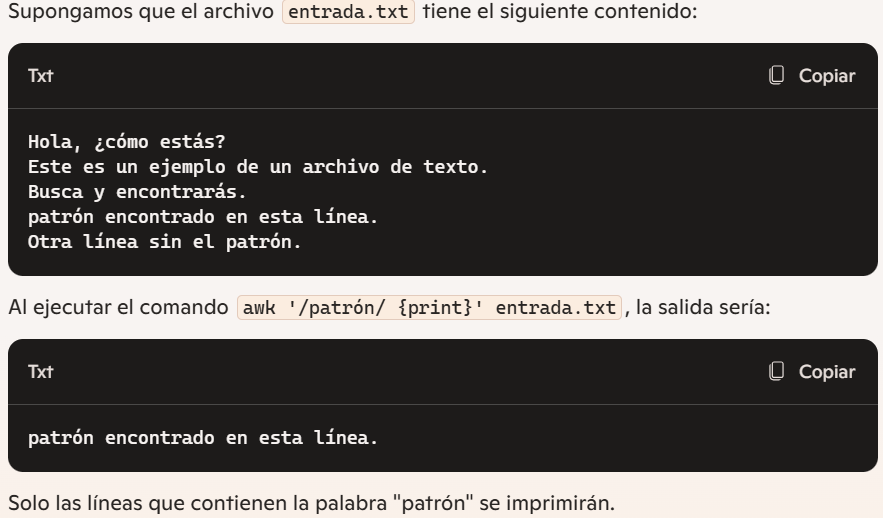 Supongamos que el archivo entrada.txt tiene el siguiente contenido:
Txt
Copiar
Hola, ¿cómo estás?
Este es un ejemplo de un archivo de texto.
Busca y encontrarás.
patrón encontrado en esta línea.
Otra línea sin el patrón.
Al ejecutar el comando awk '/patrón/ {print}' entrada.txt, la salida sería:
Txt
Copiar
patrón encontrado en esta línea.
Solo las líneas que contienen la palabra "patrón" se imprimirán.